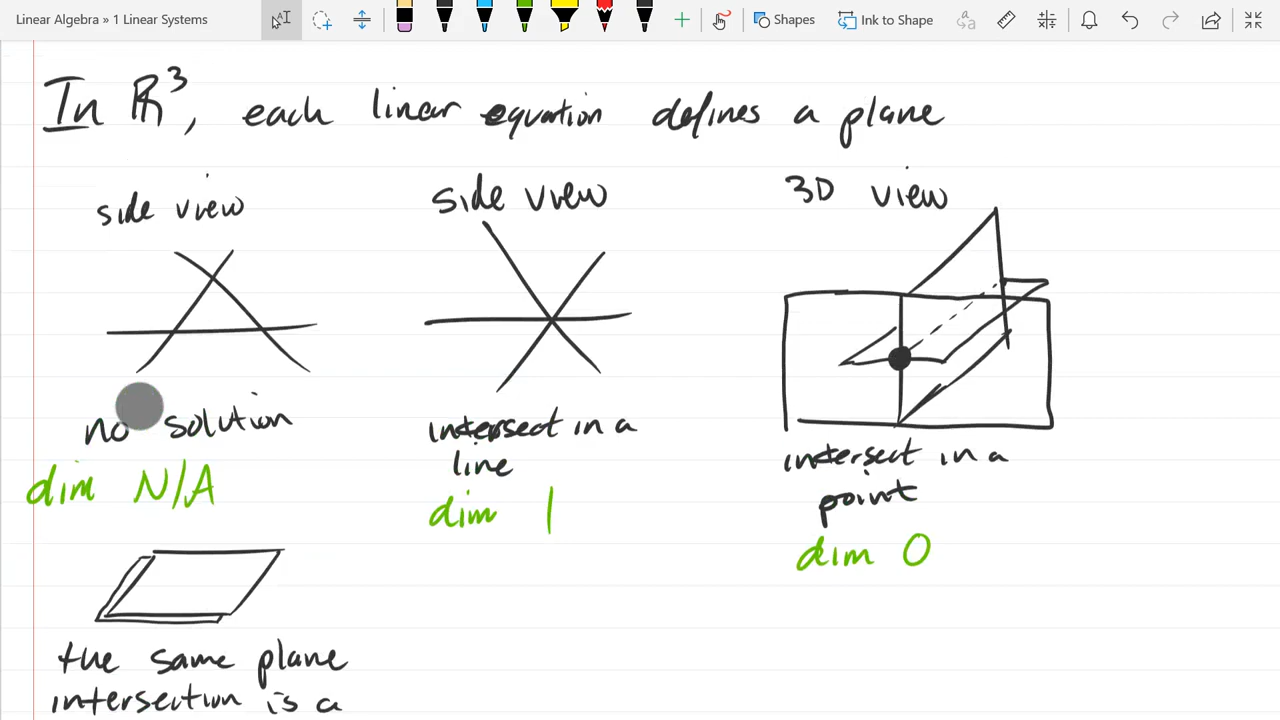 Linear Algebra » 1 Linear Systems
Shapes
Ink to Shape
In ℝ³, each linear equation defines a plane
side view
side view
3D view
no solution
dim N/A
intersect in a
line
dim 1
intersect in a
point
dim 0
the same plane
intersection is a